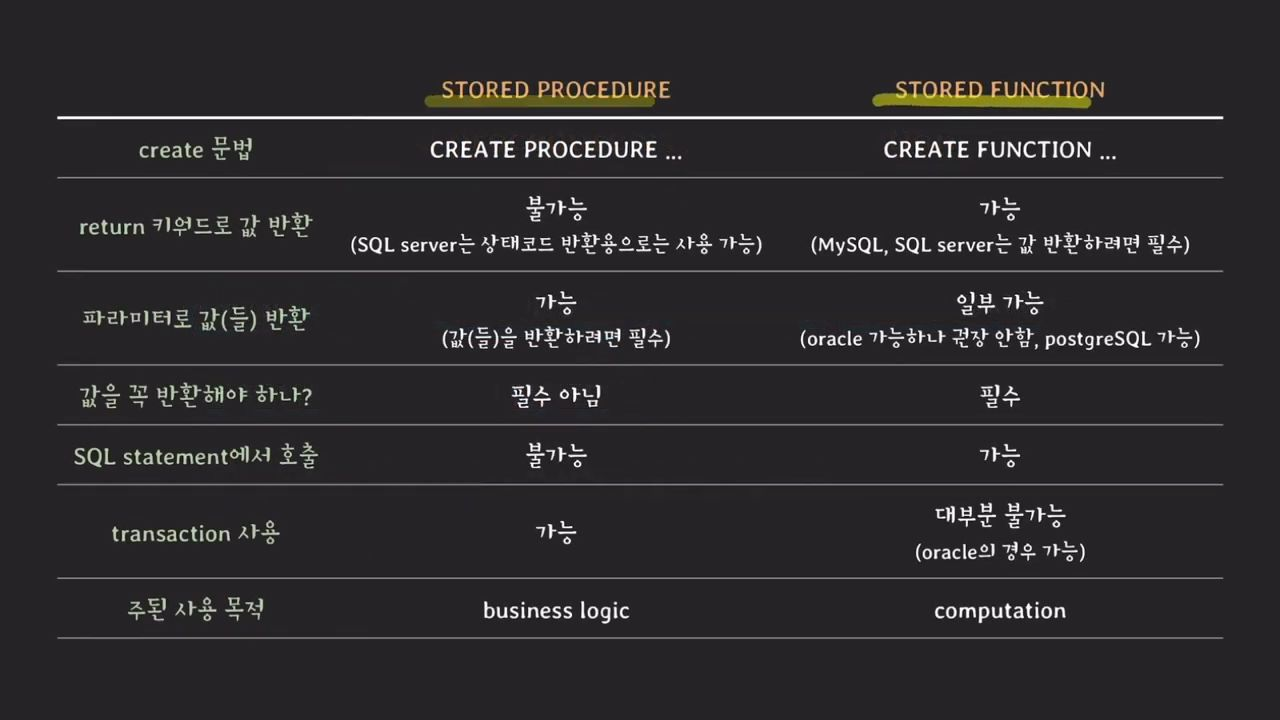 STORED PROCEDURE STORED FUNCTION
create 문법 CREATE PROCEDURE ... CREATE FUNCTION ...
return 키워드로 값 반환 불가능 가능
(SQL server는 상태코드 반환용으로는 사용 가능) (MySQL, SQL server는 값 반환하려면 필수)
파라미터로 값(들) 반환 가능 일부 가능
(값(들)을 반환하려면 필수) (oracle 가능하나 권장 안함, postgreSQL 가능)
값을 꼭 반환해야 하나? 필수 아님 필수
SQL statement에서 호출 불가능 가능
transaction 사용 가능 대부분 불가능
(oracle의 경우 가능)
주된 사용 목적 business logic computation